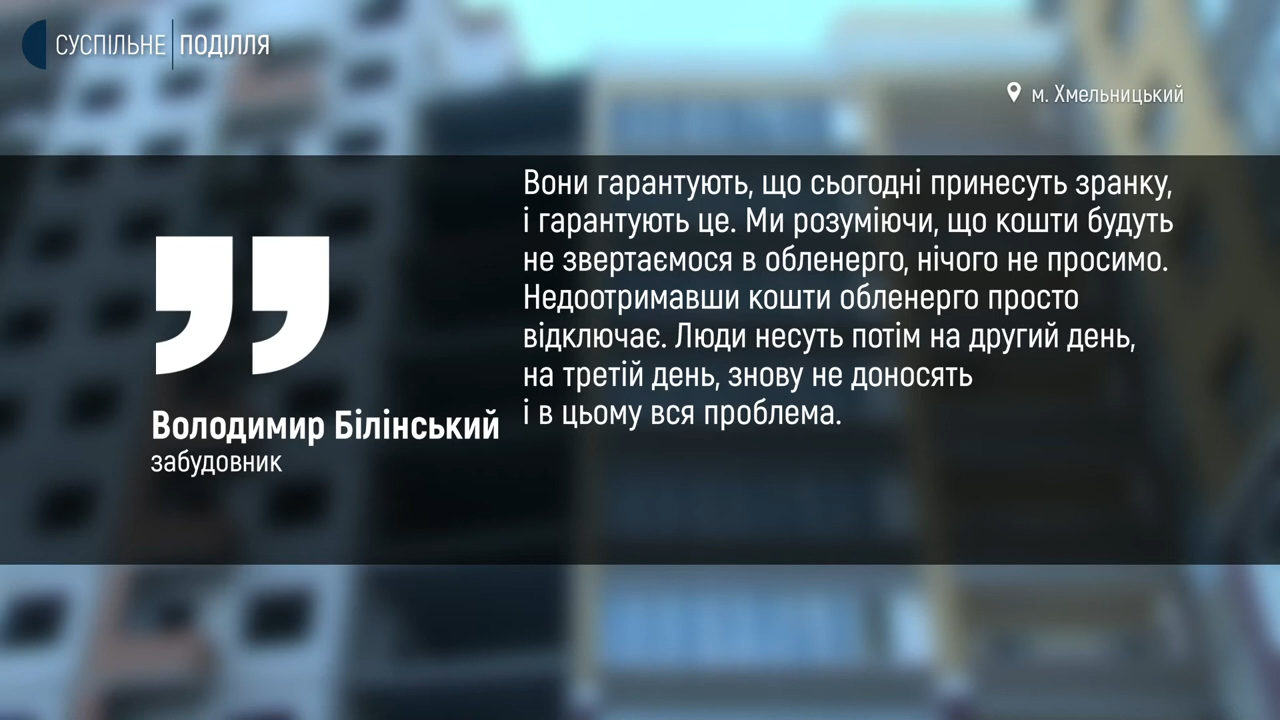 СУСПІЛЬНЕ ПОДІЛЛЯ
м. Хмельницький
Вони гарантують, що сьогодні принесуть зранку,
і гарантують це. Ми розуміючи, що кошти будуть
не звертаємося в обленерго, нічого не просимо.
Недоотримавши кошти обленерго просто
відключає. Люди несуть потім на другий день,
на третій день, знову не доносять
і в цьому вся проблема.
Володимир Білінський
забудовник